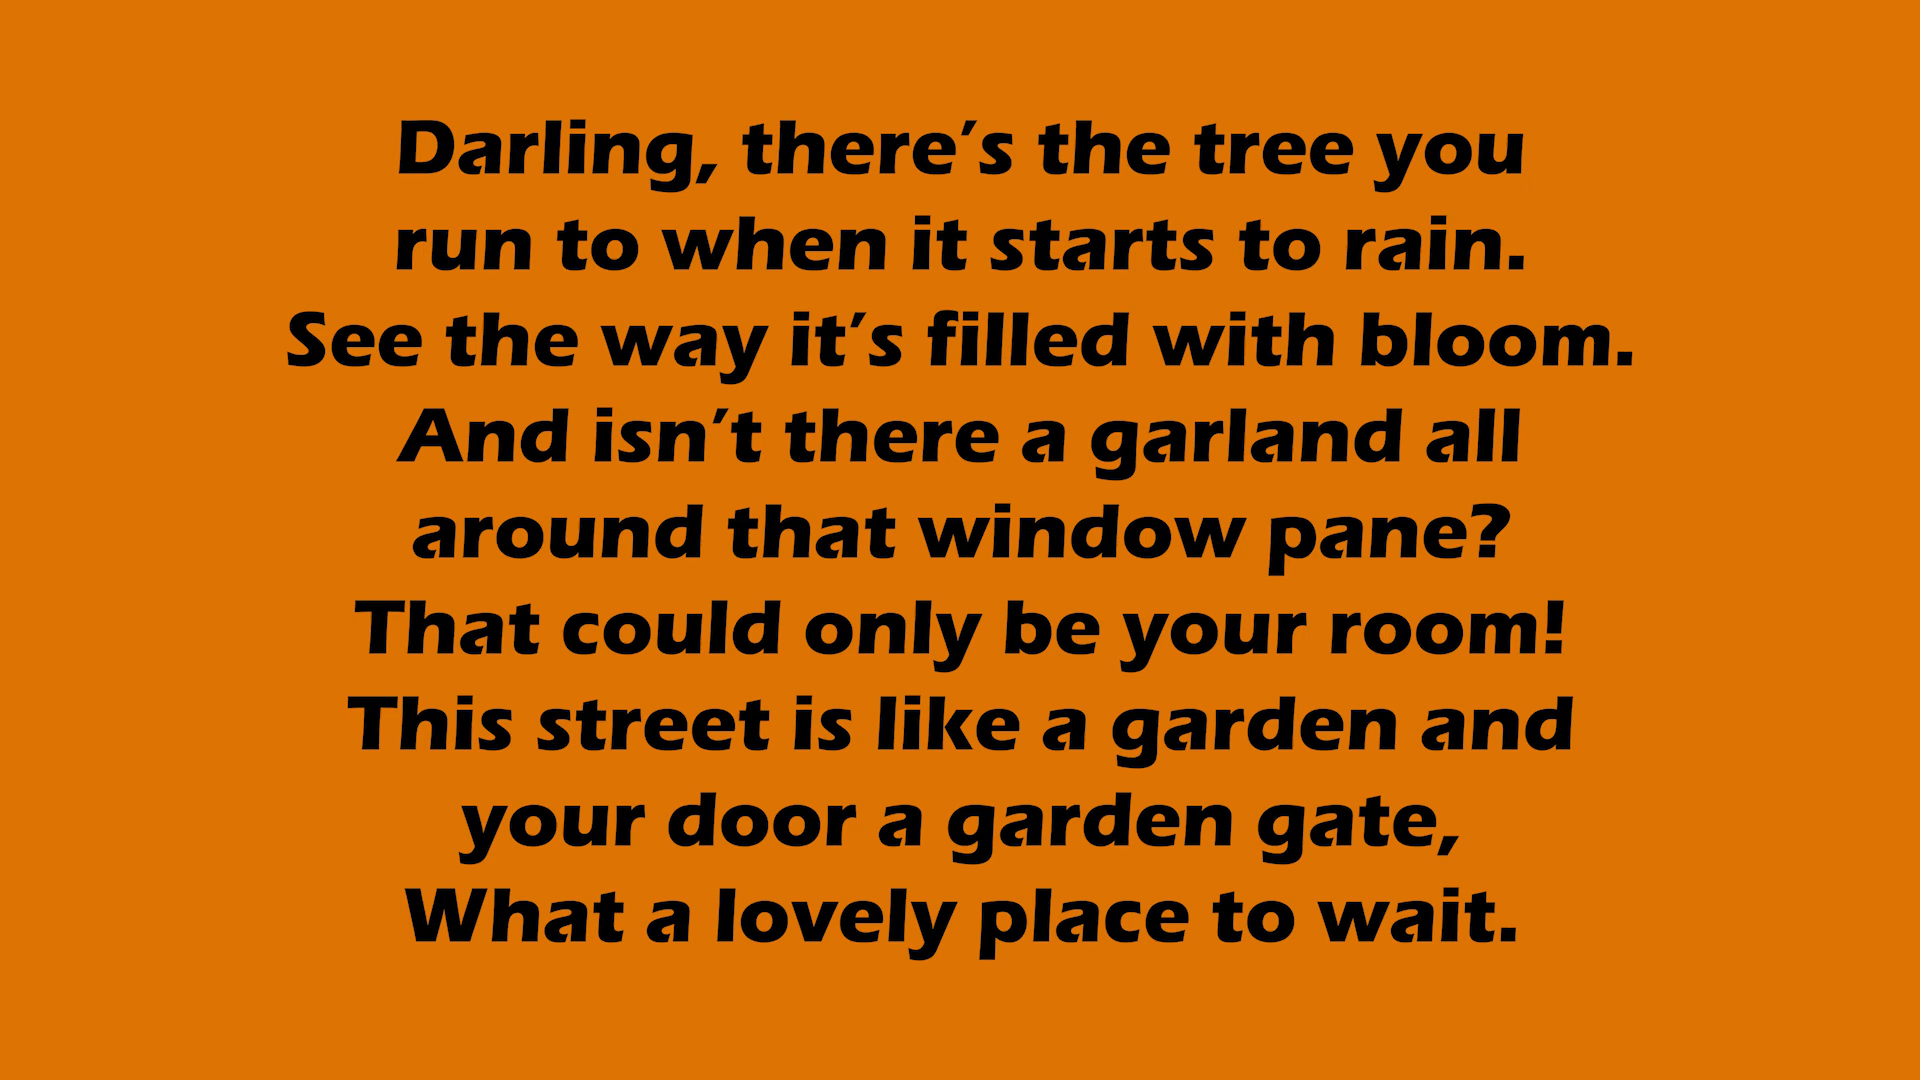 Darling, there’s the tree you
run to when it starts to rain.
See the way it’s filled with bloom.
And isn’t there a garland all
around that window pane?
That could only be your room!
This street is like a garden and
your door a garden gate,
What a lovely place to wait.